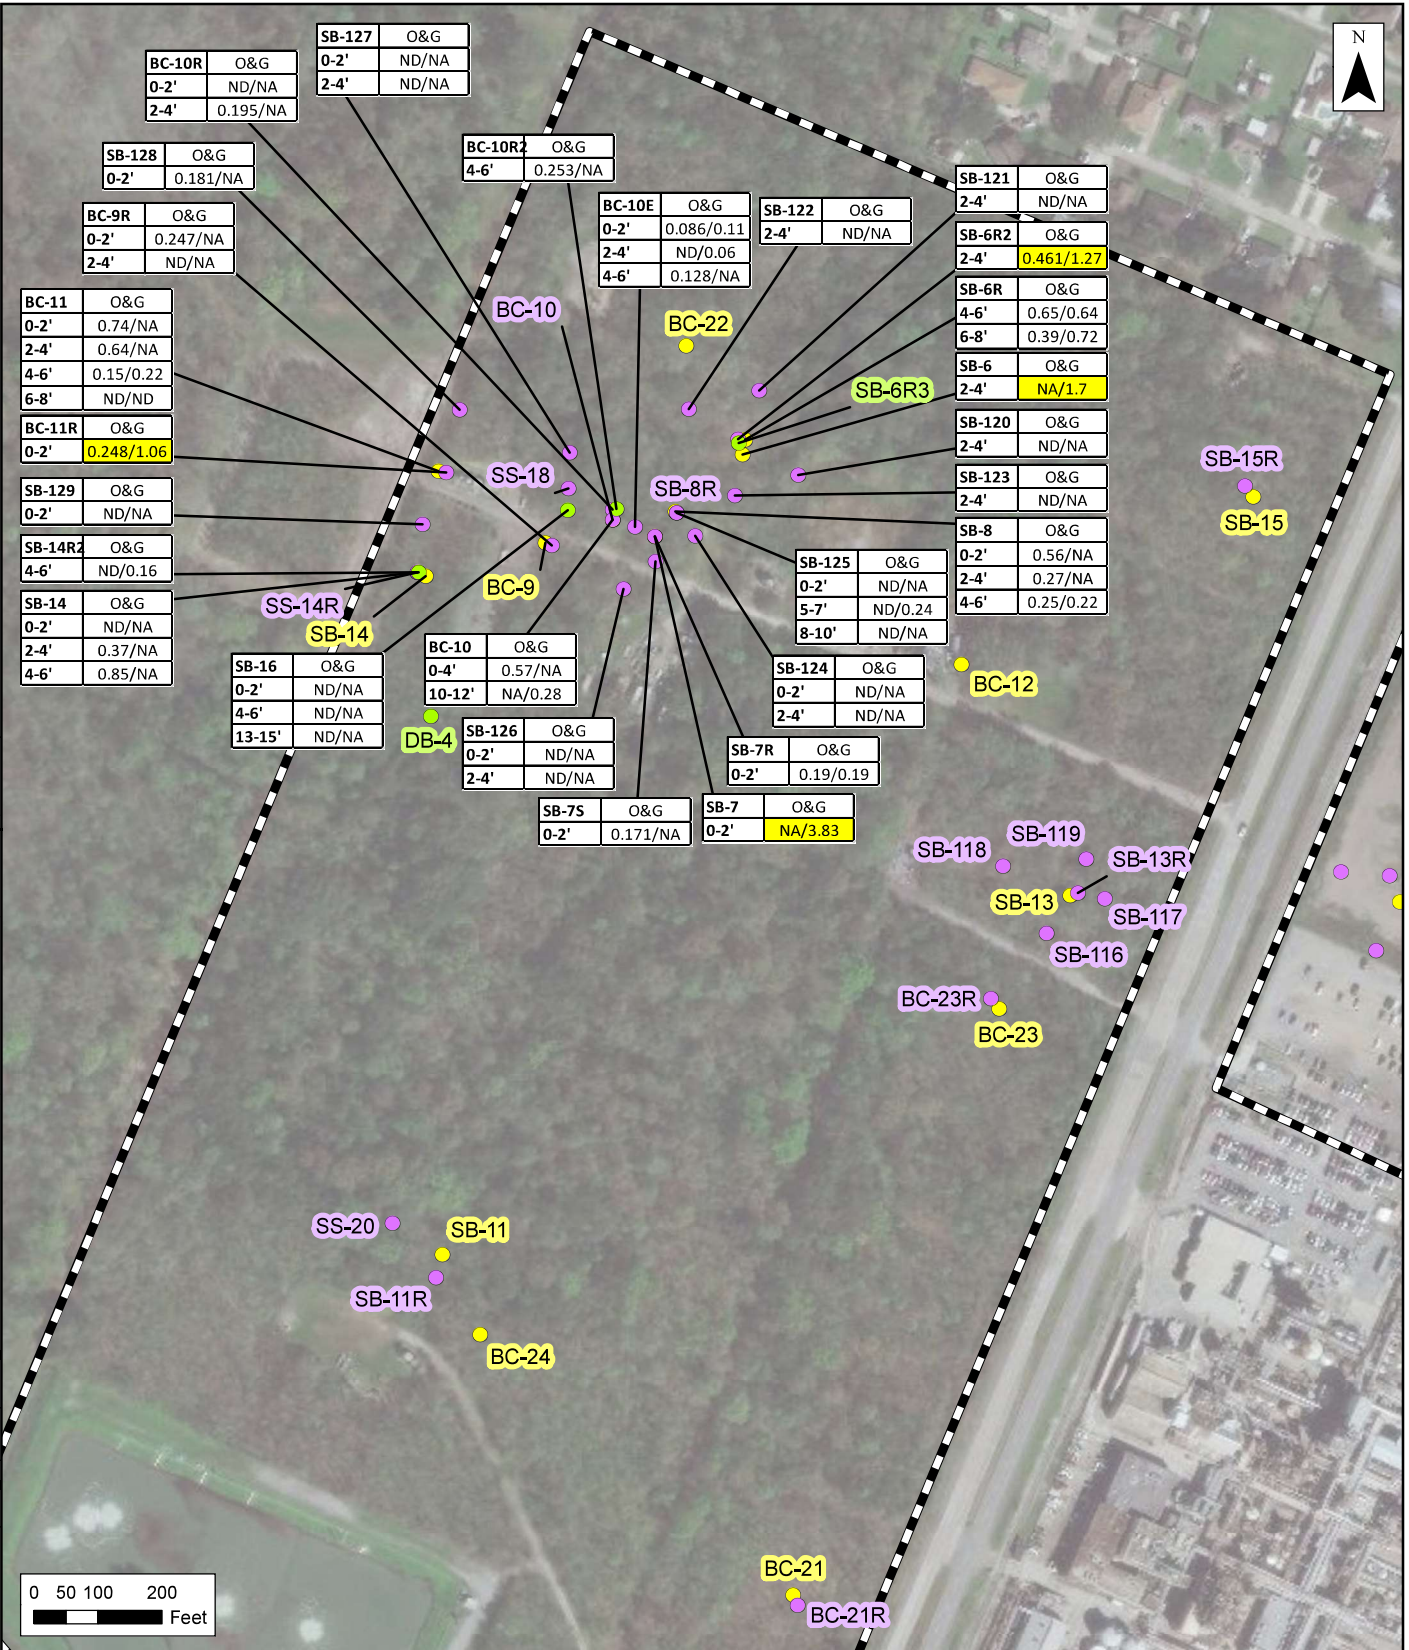 N
SB-127 O&G
0-2' ND/NA
2-4' ND/NA
BC-10R O&G
0-2' ND/NA
2-4' 0.195/NA
BC-10R2 O&G
4-6' 0.253/NA
SB-128 O&G
0-2' 0.181/NA
BC-9R O&G
0-2' 0.247/NA
2-4' ND/NA
BC-10E O&G
0-2' 0.086/0.11
2-4' ND/0.06
4-6' 0.128/NA
SB-122 O&G
2-4' ND/NA
SB-121 O&G
2-4' ND/NA
SB-6R2 O&G
2-4' 0.461/1.27
SB-6R O&G
4-6' 0.65/0.64
6-8' 0.39/0.72
SB-6 O&G
2-4' NA/1.7
SB-120 O&G
2-4' ND/NA
SB-123 O&G
2-4' ND/NA
SB-8 O&G
0-2' 0.56/NA
2-4' 0.27/NA
4-6' 0.25/0.22
BC-11 O&G
0-2' 0.74/NA
2-4' 0.64/NA
4-6' 0.15/0.22
6-8' ND/ND
BC-11R O&G
0-2' 0.248/1.06
SB-129 O&G
0-2' ND/NA
SB-14R2 O&G
4-6' ND/0.16
SB-14 O&G
0-2' ND/NA
2-4' 0.37/NA
4-6' 0.85/NA
BC-10
BC-22
SB-6R3
SS-18
SB-8R
SB-15R
SB-15
BC-9
SS-14R
SB-14
SB-125 O&G
0-2' ND/NA
5-7' ND/0.24
8-10' ND/NA
SB-16 O&G
0-2' ND/NA
4-6' ND/NA
13-15' ND/NA
BC-10 O&G
0-4' 0.57/NA
10-12' NA/0.28
SB-124 O&G
0-2' ND/NA
2-4' ND/NA
BC-12
DB-4
SB-126 O&G
0-2' ND/NA
2-4' ND/NA
SB-7R O&G
0-2' 0.19/0.19
SB-7S O&G
0-2' 0.171/NA
SB-7 O&G
0-2' NA/3.83
SB-119
SB-118
SB-13R
SB-13
SB-117
SB-116
BC-23R
BC-23
SS-20
SB-11
SB-11R
BC-24
BC-21
BC-21R
0 50 100 200
Feet